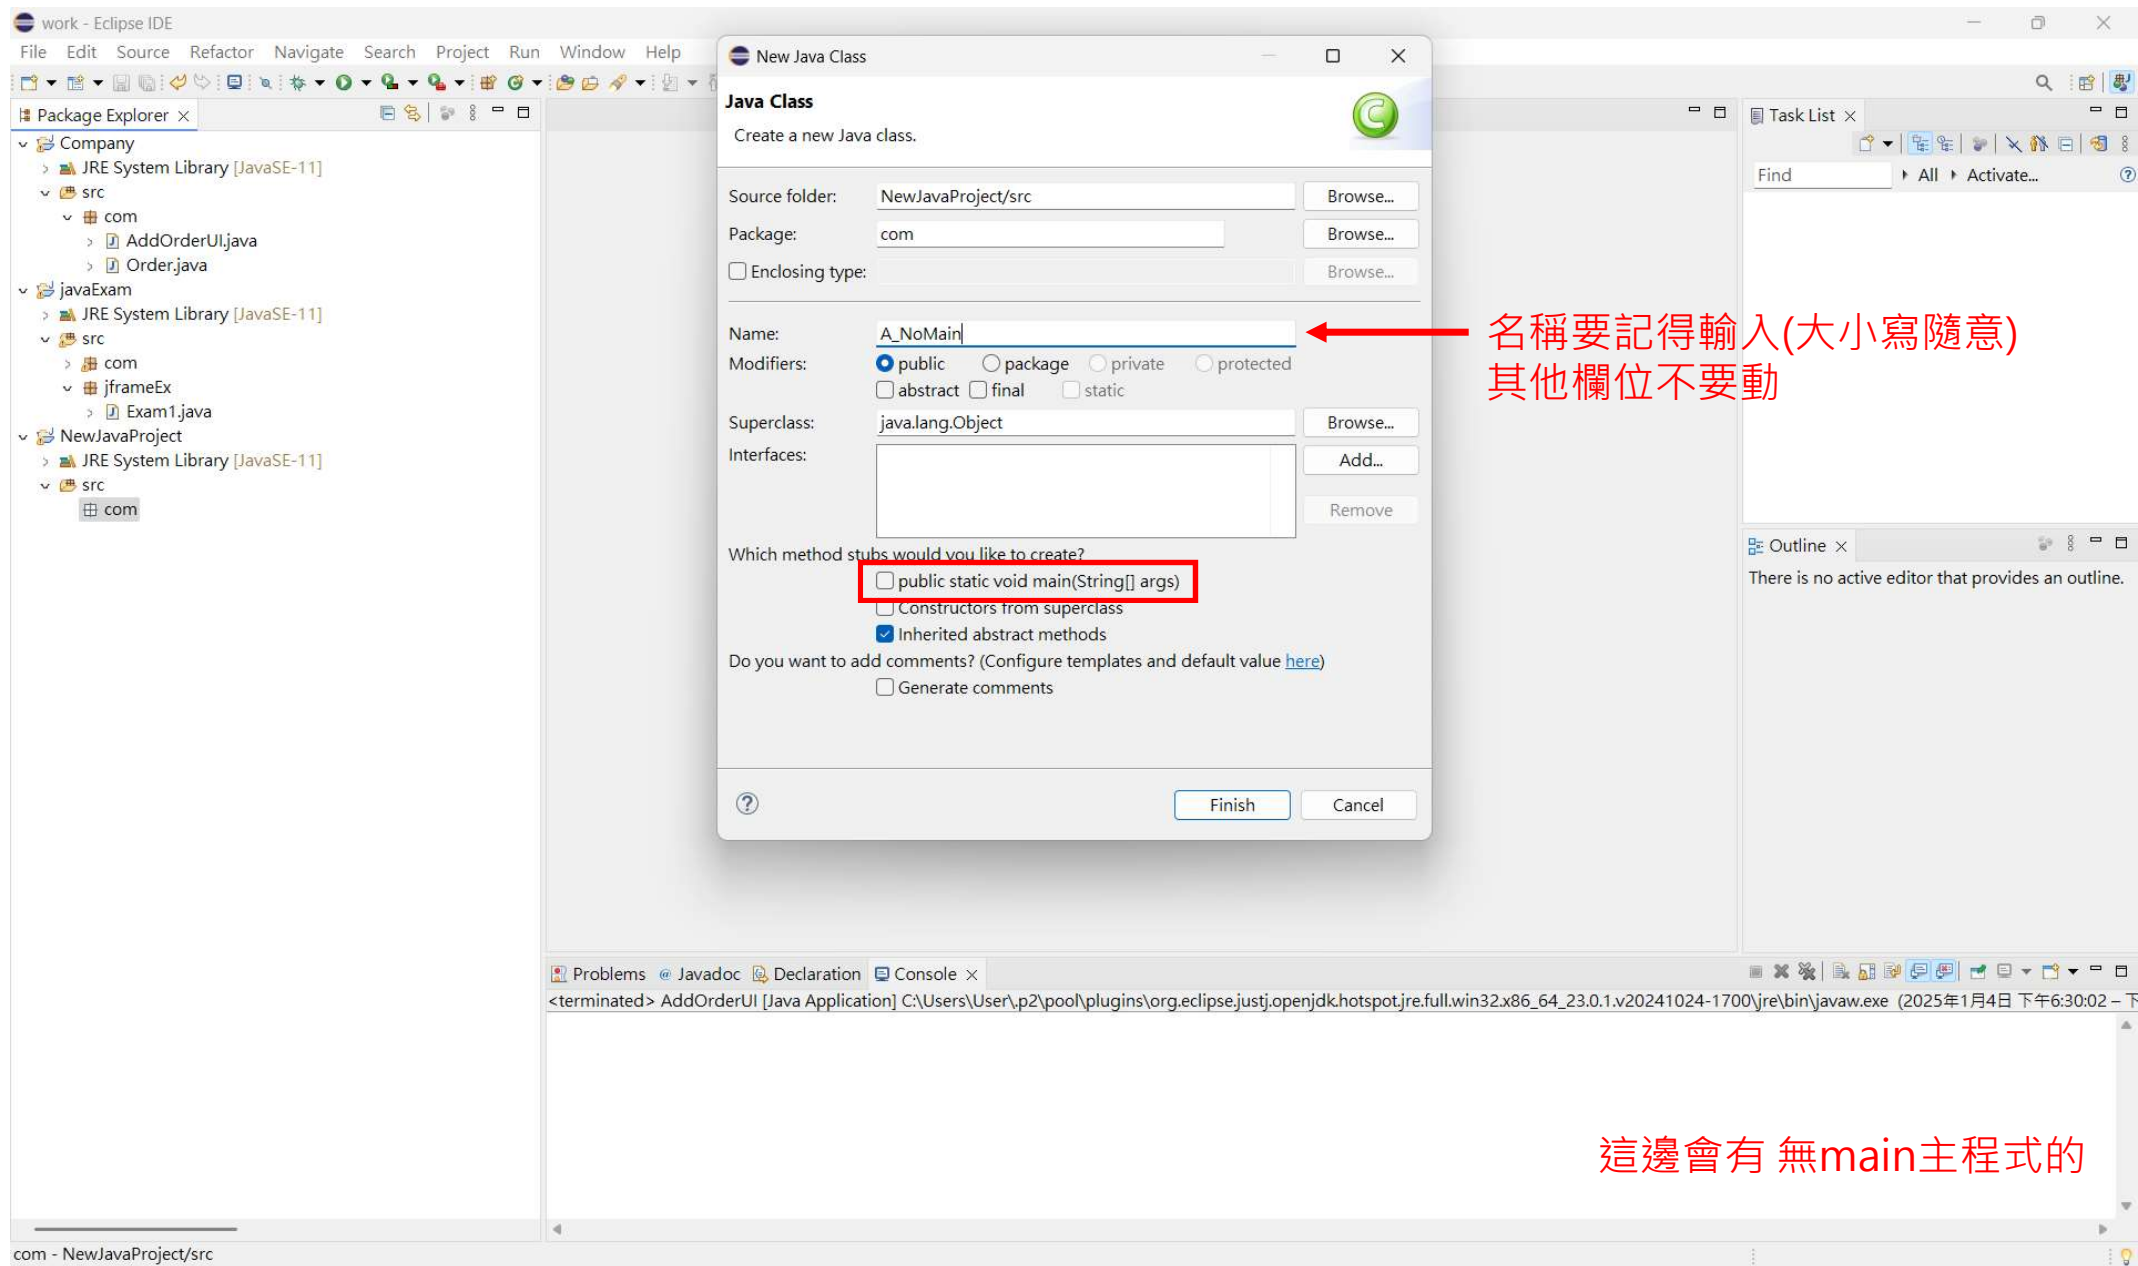 work - Eclipse IDE
File Edit Source Refactor Navigate Search Project Run Window Help
Package Explorer
Company
JRE System Library [JavaSE-11]
src
com
AddOrderUI.java
Order.java
javaExam
JRE System Library [JavaSE-11]
src
com
jframeEx
Exam1.java
NewJavaProject
JRE System Library [JavaSE-11]
src
com
New Java Class
Java Class
Create a new Java class.
Source folder: NewJavaProject/src Browse...
Package: com Browse...
Enclosing type: Browse...
Name: A_NoMain
Modifiers: public package private protected
abstract final static
Superclass: java.lang.Object Browse...
Interfaces: Add...
Remove
Which method stubs would you like to create?
public static void main(String[] args)
Constructors from superclass
Inherited abstract methods
Do you want to add comments? (Configure templates and default value here)
Generate comments
Finish Cancel
名稱要記得輸入(大小寫隨意)
其他欄位不要動
Task List
Find All Activate...
Outline
There is no active editor that provides an outline.
Problems @ Javadoc Declaration Console
<terminated> AddOrderUI [Java Application] C:\Users\User\.p2\pool\plugins\org.eclipse.justj.openjdk.hotspot.jre.full.win32.x86_64_23.0.1.v20241024-1700\jre\bin\javaw.exe (2025年1月4日 下午6:30:02 – 下
這邊會有 無main主程式的
com - NewJavaProject/src